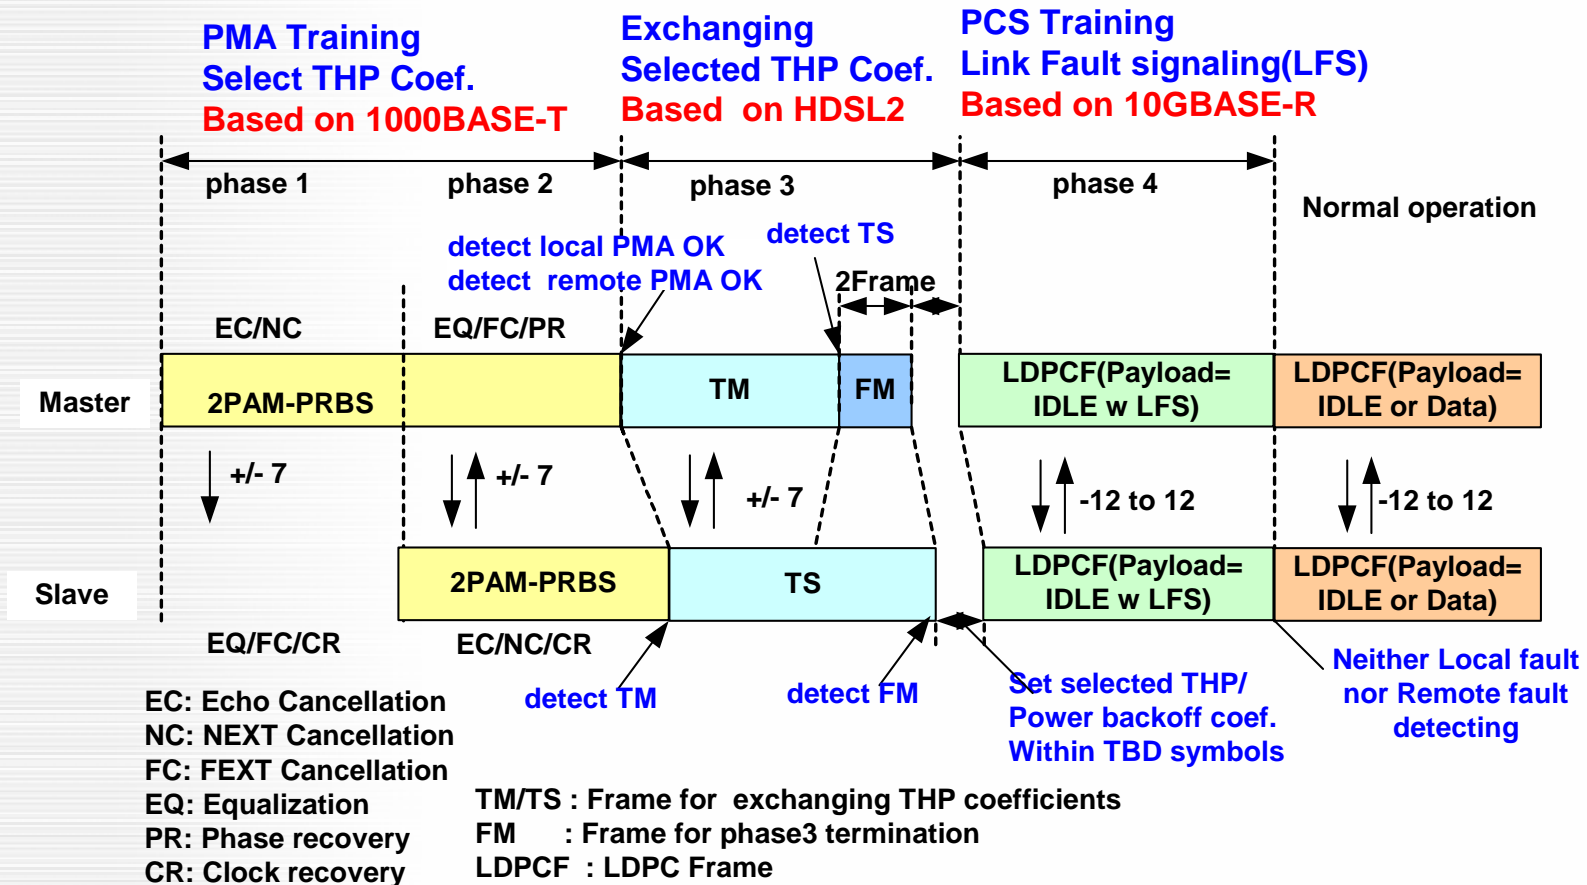 PMA Training
Select THP Coef.
Based on 1000BASE-T
Exchanging
Selected THP Coef.
Based on HDSL2
PCS Training
Link Fault signaling(LFS)
Based on 10GBASE-R
phase 1
phase 2
phase 3
phase 4
Normal operation
detect local PMA OK
detect remote PMA OK
detect TS
2Frame
EC/NC
EQ/FC/PR
Master
2PAM-PRBS
TM
FM
LDPCF(Payload=
IDLE w LFS)
LDPCF(Payload=
IDLE or Data)
+/- 7
+/- 7
+/- 7
-12 to 12
-12 to 12
Slave
2PAM-PRBS
TS
LDPCF(Payload=
IDLE w LFS)
LDPCF(Payload=
IDLE or Data)
EQ/FC/CR
EC/NC/CR
detect TM
detect FM
Set selected THP/
Power backoff coef.
Within TBD symbols
Neither Local fault
nor Remote fault
detecting
EC: Echo Cancellation
NC: NEXT Cancellation
FC: FEXT Cancellation
EQ: Equalization
PR: Phase recovery
CR: Clock recovery
TM/TS : Frame for exchanging THP coefficients
FM : Frame for phase3 termination
LDPCF : LDPC Frame